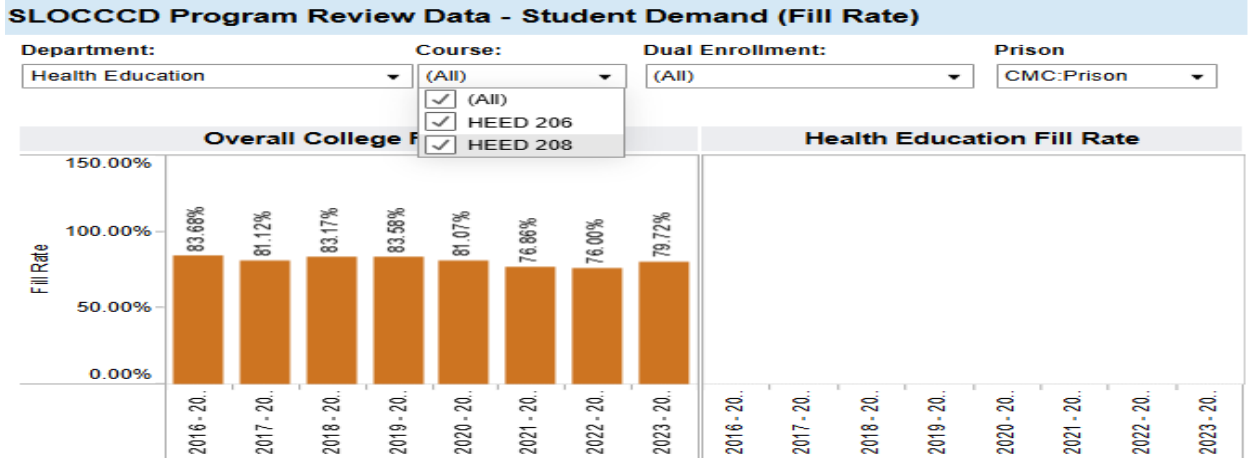 SLOCCCD Program Review Data - Student Demand (Fill Rate)
Department: Course: Dual Enrollment: Prison
Health Education (All) (All) CMC:Prison
(All)
HEED 206
HEED 208
Overall College F Health Education Fill Rate
150.00%
100.00%
50.00%
0.00%
Fill Rate
83.68% 81.12% 83.17% 83.58% 81.07% 76.86% 76.00% 79.72%
2016 - 20.. 2017 - 20.. 2018 - 20.. 2019 - 20.. 2020 - 20.. 2021 - 20.. 2022 - 20.. 2023 - 20.. 2016 - 20.. 2017 - 20.. 2018 - 20.. 2019 - 20.. 2020 - 20.. 2021 - 20.. 2022 - 20.. 2023 - 20..